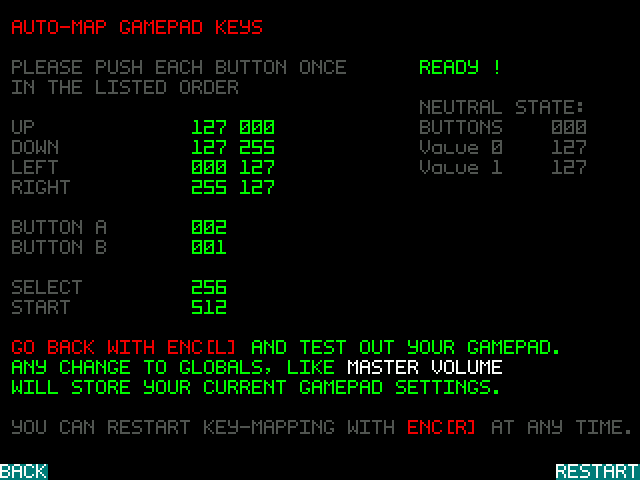 AUTO-MAP GAMEPAD KEYS
PLEASE PUSH EACH BUTTON ONCE READY !
IN THE LISTED ORDER
NEUTRAL STATE:
UP 127 000 BUTTONS 000
DOWN 127 255 Value 0 127
LEFT 000 127 Value 1 127
RIGHT 255 127
BUTTON A 002
BUTTON B 001
SELECT 256
START 512
GO BACK WITH ENC[L] AND TEST OUT YOUR GAMEPAD.
ANY CHANGE TO GLOBALS, LIKE MASTER VOLUME
WILL STORE YOUR CURRENT GAMEPAD SETTINGS.
YOU CAN RESTART KEY-MAPPING WITH ENC[R] AT ANY TIME.
BACK RESTART